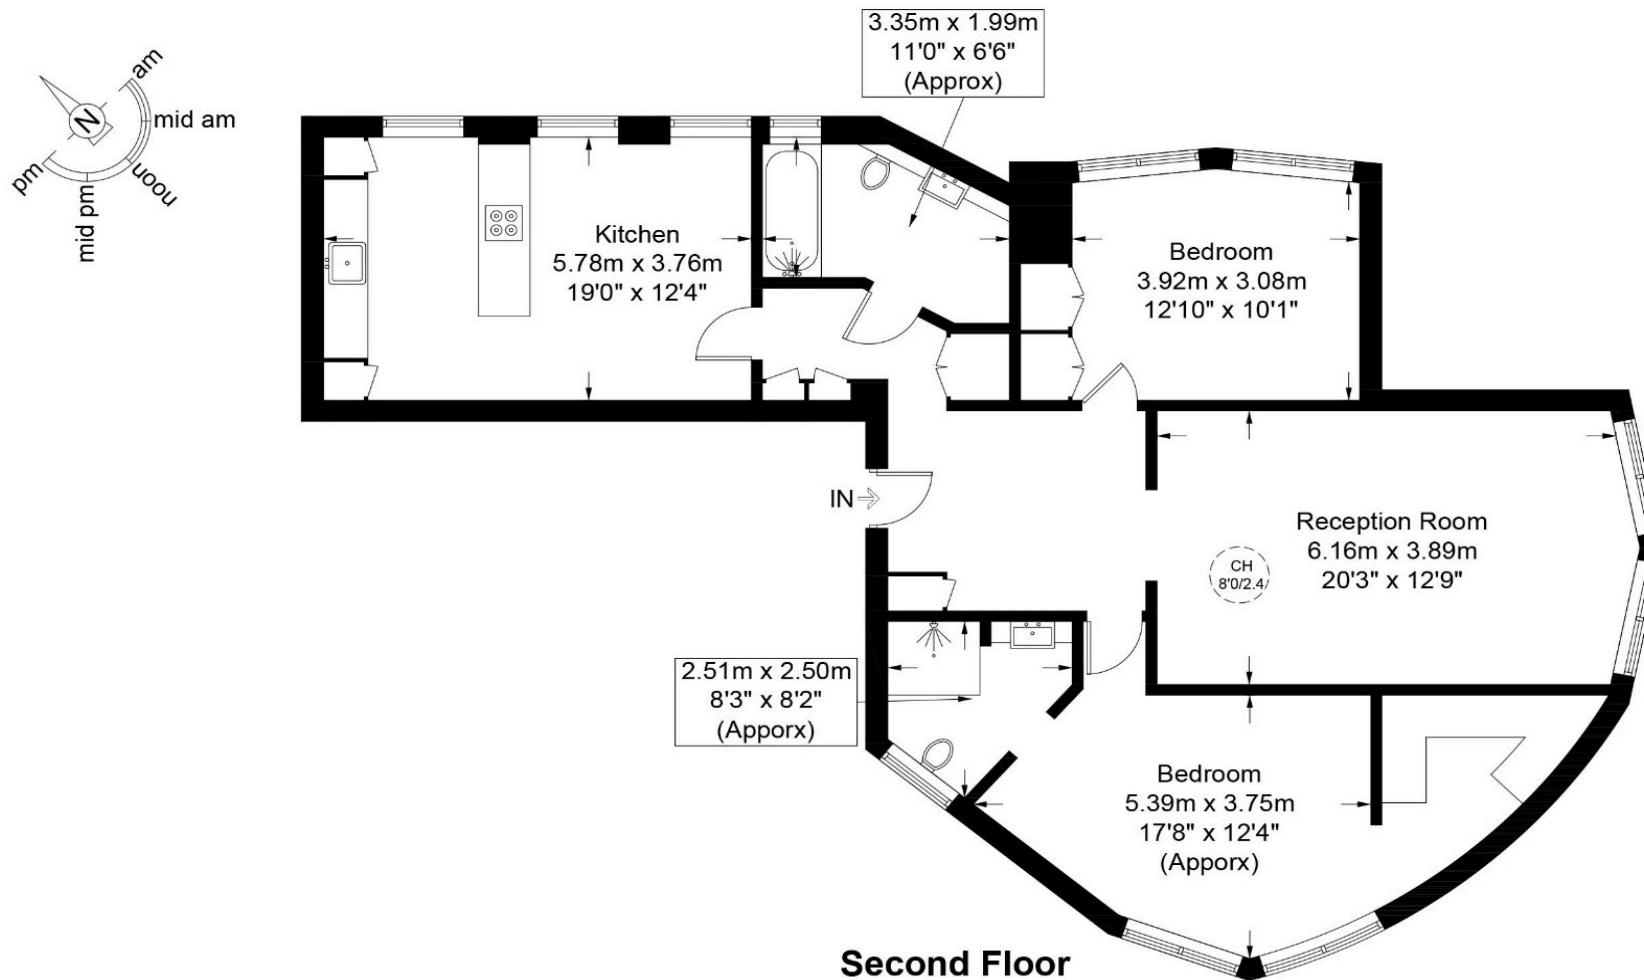 3.35m x 1.99m
11'0" x 6'6"
(Approx)
am
mid am
noon
mid pm
pm
N
Kitchen
5.78m x 3.76m
19'0" x 12'4"
Bedroom
3.92m x 3.08m
12'10" x 10'1"
IN
Reception Room
6.16m x 3.89m
20'3" x 12'9"
CH
8'0/2.4
2.51m x 2.50m
8'3" x 8'2"
(Apporx)
Bedroom
5.39m x 3.75m
17'8" x 12'4"
(Apporx)
Second Floor